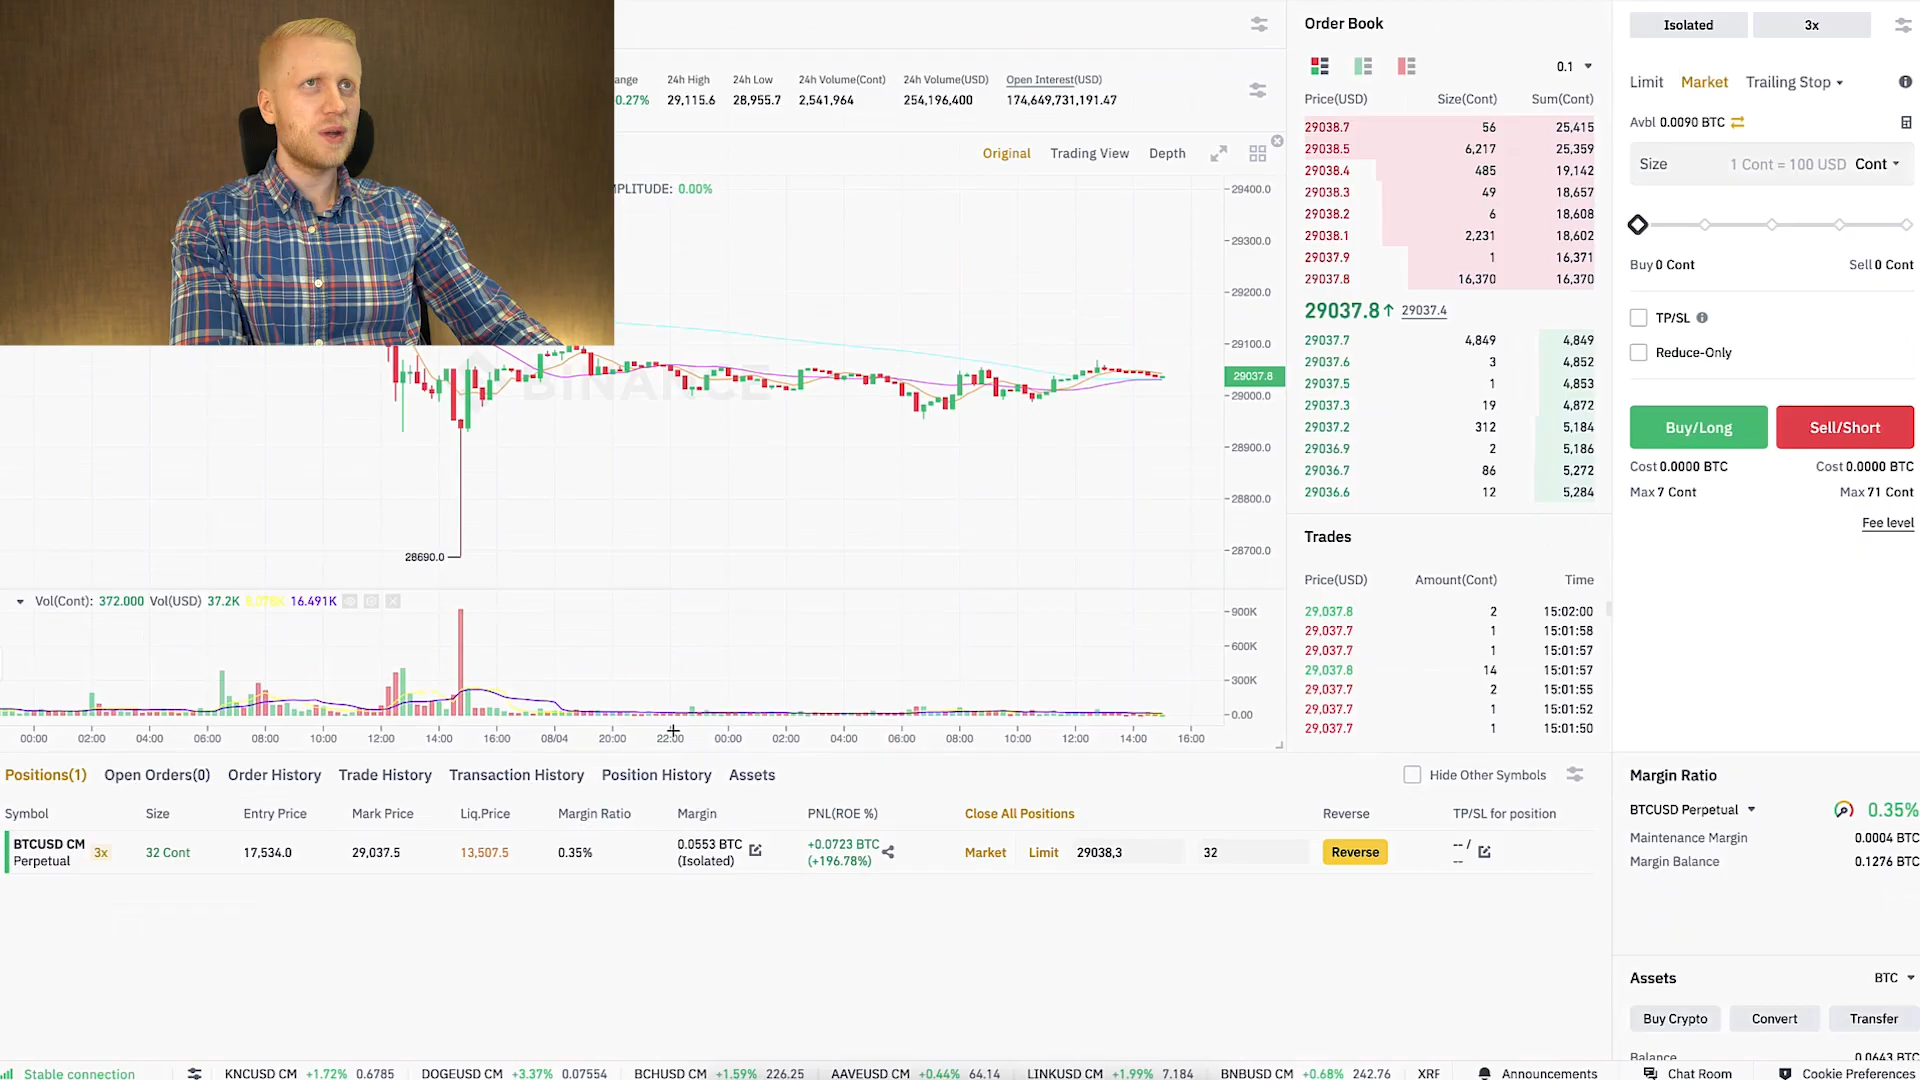 ange 24h High 24h Low 24h Volume(Cont) 24h Volume(USD) Open Interest(USD)
0.27% 29,115.6 28,955.7 2,541,964 254,196,400 174,649,731,191.47
Original Trading View Depth
MPLITUDE: 0.00%
29400.0
29300.0
29200.0
29100.0
29037.8
29000.0
28900.0
28800.0
28700.0
BINANCE
28690.0
Vol(Cont): 372.000 Vol(USD) 37.2K 16.491K
900K
600K
300K
0.00
00:00 02:00 04:00 06:00 08:00 10:00 12:00 14:00 16:00 08/04 20:00 22:00 00:00 02:00 04:00 06:00 08:00 10:00 12:00 14:00 16:00
Order Book
0.1
Price(USD) Size(Cont) Sum(Cont)
29038.7 56 25,415
29038.5 6,217 25,359
29038.4 485 19,142
29038.3 49 18,657
29038.2 6 18,608
29038.1 2,231 18,602
29037.9 1 16,371
29037.8 16,370 16,370
29037.8↑ 29037.4
29037.7 4,849 4,849
29037.6 3 4,852
29037.5 1 4,853
29037.3 19 4,872
29037.2 312 5,184
29036.9 2 5,186
29036.7 86 5,272
29036.6 12 5,284
Trades
Price(USD) Amount(Cont) Time
29,037.8 2 15:02:00
29,037.7 1 15:01:58
29,037.7 1 15:01:57
29,037.8 14 15:01:57
29,037.7 2 15:01:55
29,037.7 1 15:01:52
29,037.7 1 15:01:50
Isolated 3x
Limit Market Trailing Stop
Avbl 0.0090 BTC
Size 1 Cont = 100 USD Cont
Buy 0 Cont Sell 0 Cont
TP/SL
Reduce-Only
Buy/Long Sell/Short
Cost 0.0000 BTC Cost 0.0000 BTC
Max 7 Cont Max 71 Cont
Fee level
Positions(1) Open Orders(0) Order History Trade History Transaction History Position History Assets Hide Other Symbols
Symbol Size Entry Price Mark Price Liq.Price Margin Ratio Margin PNL(ROE %) Close All Positions Reverse TP/SL for position
BTCUSD CM
Perpetual 3x 32 Cont 17,534.0 29,037.5 13,507.5 0.35% 0.0553 BTC
(Isolated) +0.0723 BTC
(+196.78%) Market Limit 29038,3 32 Reverse -- /
--
Margin Ratio
BTCUSD Perpetual 0.35%
Maintenance Margin 0.0004 BTC
Margin Balance 0.1276 BTC
Assets BTC
Buy Crypto Convert Transfer
Balance 0.0643 BTC
Stable connection KNCUSD CM +1.72% 0.6785 DOGEUSD CM +3.37% 0.07554 BCHUSD CM +1.59% 226.25 AAVEUSD CM +0.44% 64.14 LINKUSD CM +1.99% 7.184 BNBUSD CM +0.68% 242.76 XRF Announcements Chat Room Cookie Preferences